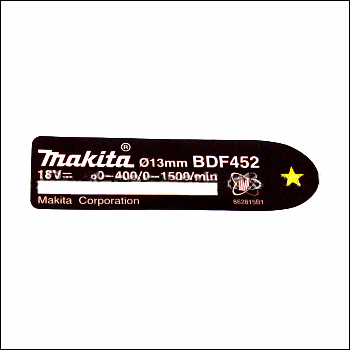 Makita® Ø13mm BDF452
18V⎓ n0-400/0-1500/min
Makita Corporation
862815B1